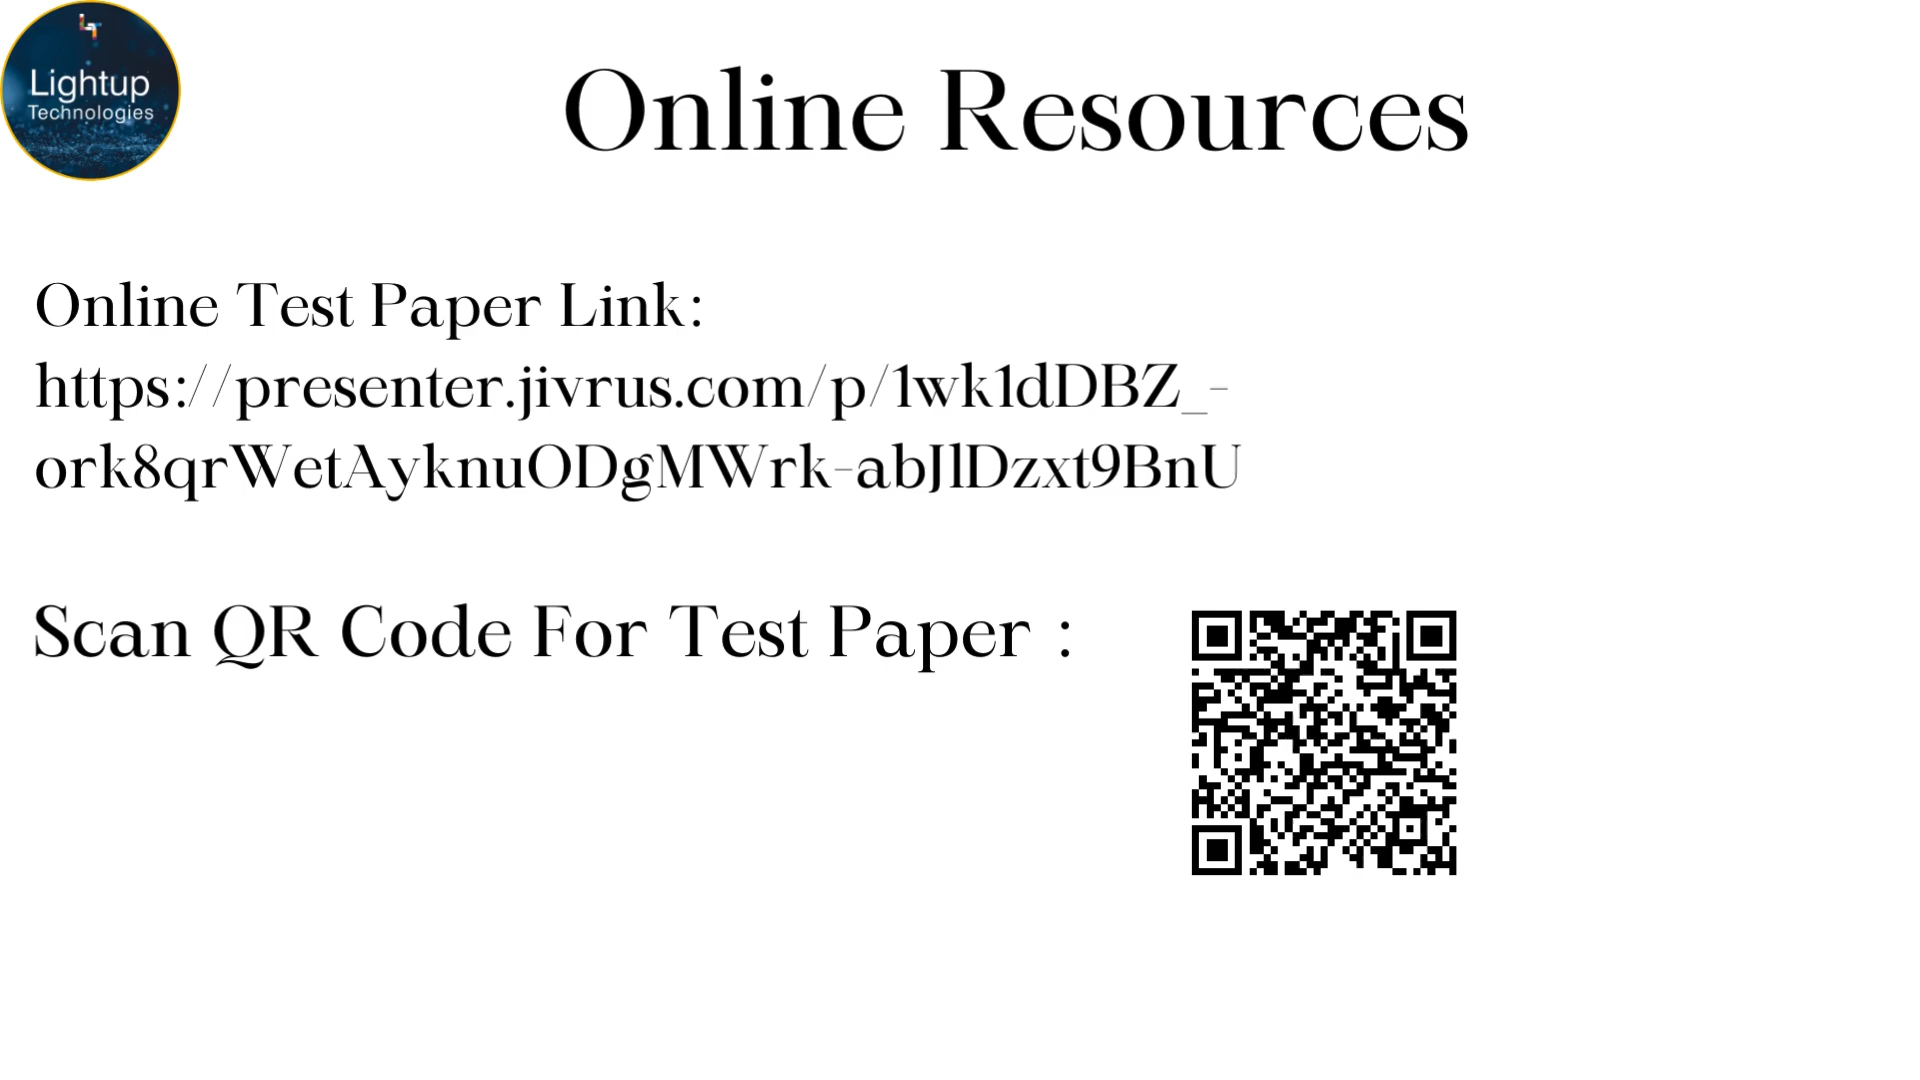 Lightup
Technologies
Online Resources
Online Test Paper Link:
https://presenter.jivrus.com/p/1wk1dDBZ_-
ork8qrWetAyknuODgMWrk-abJlDzxt9BnU
Scan QR Code For Test Paper :